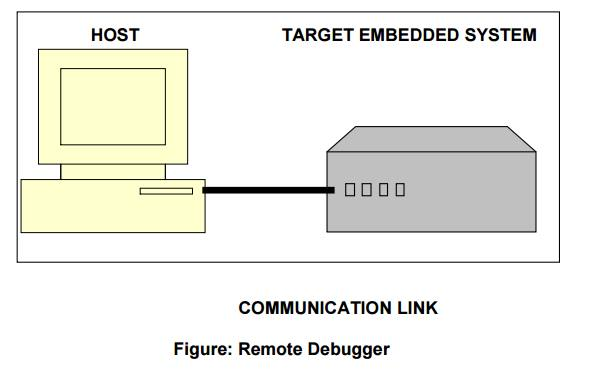 HOST
TARGET EMBEDDED SYSTEM
COMMUNICATION LINK
Figure: Remote Debugger